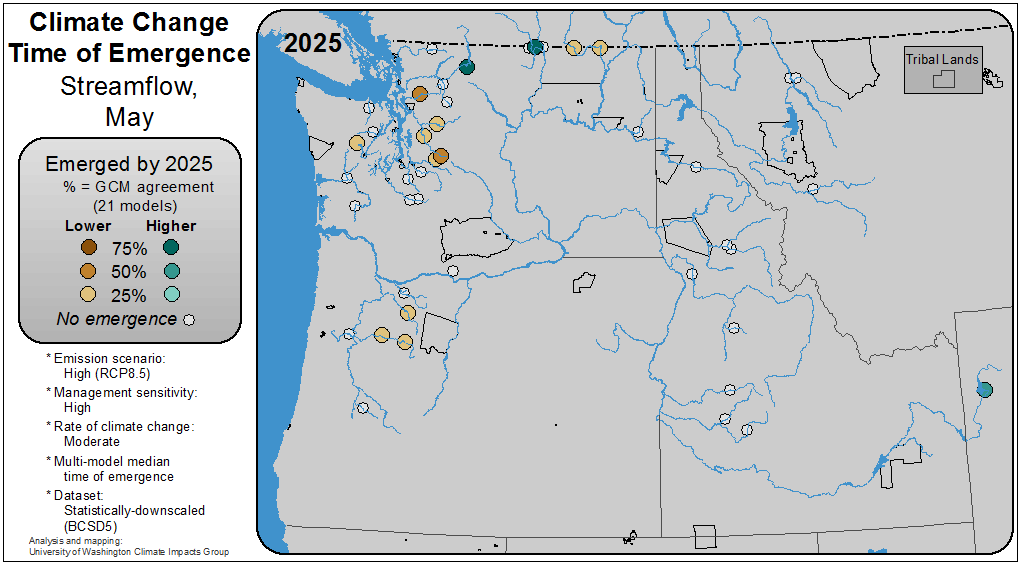 Climate Change
Time of Emergence
Streamflow,
May
Emerged by 2025
% = GCM agreement
(21 models)
Lower Higher
75%
50%
25%
No emergence
* Emission scenario:
High (RCP8.5)
* Management sensitivity:
High
* Rate of climate change:
Moderate
* Multi-model median
time of emergence
* Dataset:
Statistically-downscaled
(BCSD5)
Analysis and mapping:
University of Washington Climate Impacts Group
2025
Tribal Lands